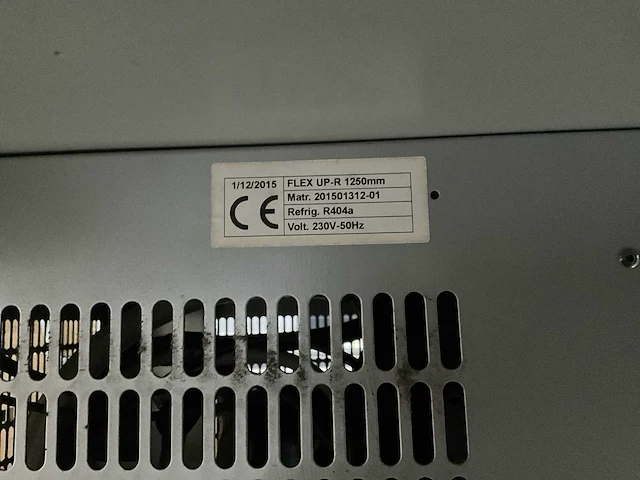 1/12/2015
CE
FLEX UP-R 1250mm
Matr. 201501312-01
Refrig. R404a
Volt. 230V-50Hz